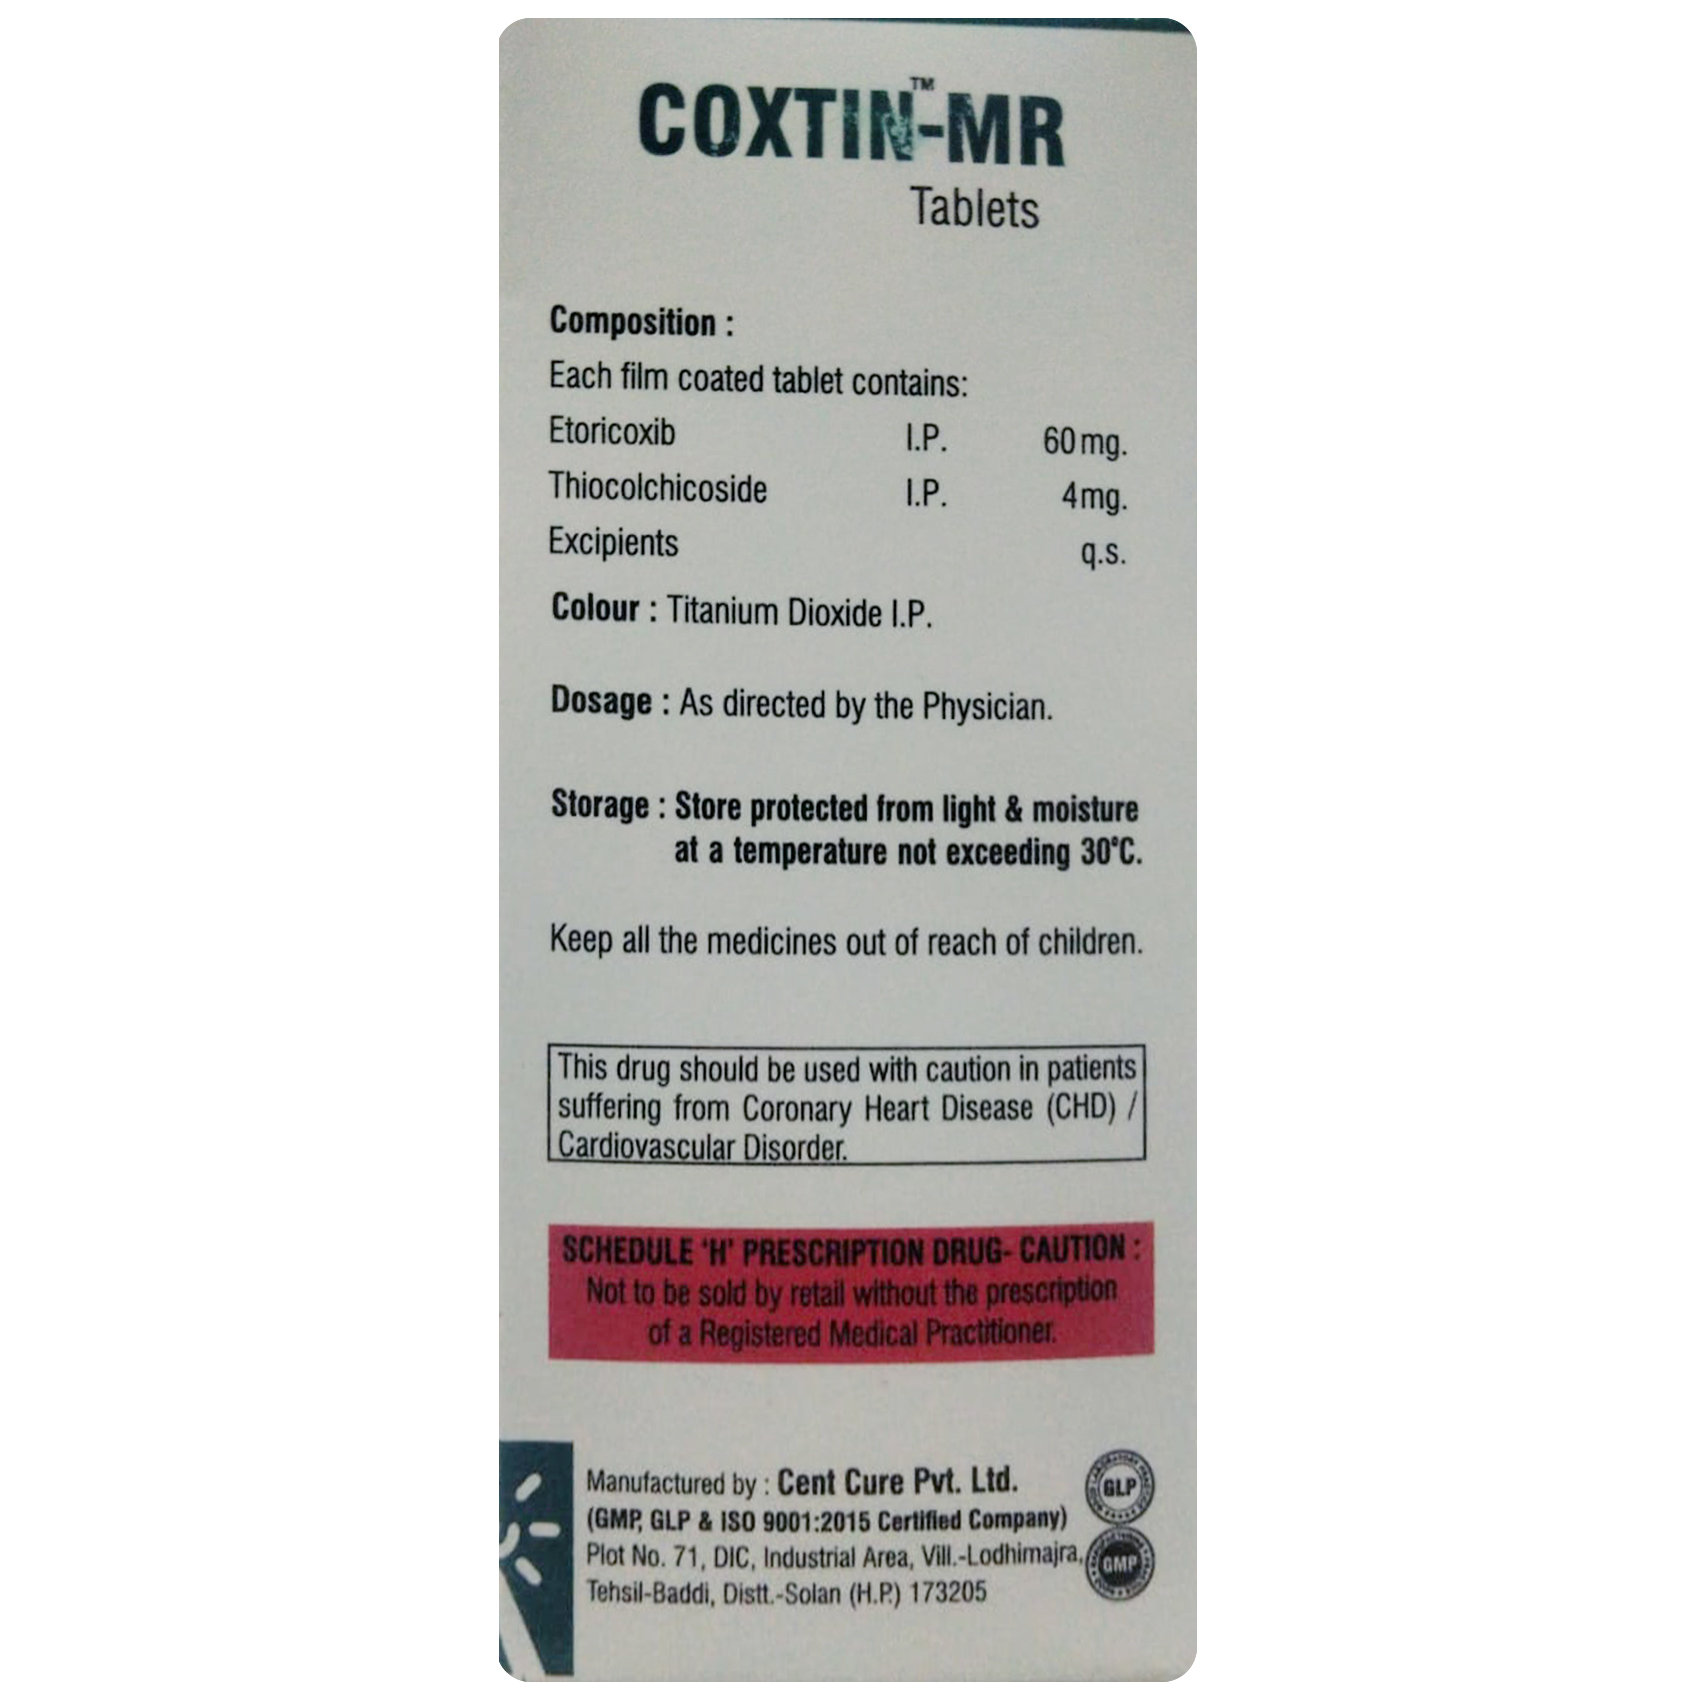 COXTIN™-MR
Tablets
Composition :
Each film coated tablet contains:
Etoricoxib I.P. 60 mg.
Thiocolchicoside I.P. 4mg.
Excipients q.s.
Colour : Titanium Dioxide I.P.
Dosage : As directed by the Physician.
Storage : Store protected from light & moisture
at a temperature not exceeding 30°C.
Keep all the medicines out of reach of children.
This drug should be used with caution in patients
suffering from Coronary Heart Disease (CHD) /
Cardiovascular Disorder.
SCHEDULE 'H' PRESCRIPTION DRUG- CAUTION :
Not to be sold by retail without the prescription
of a Registered Medical Practitioner.
Manufactured by : Cent Cure Pvt. Ltd.
(GMP, GLP & ISO 9001:2015 Certified Company)
Plot No. 71, DIC, Industrial Area, Vill.-Lodhimajra,
Tehsil-Baddi, Distt.-Solan (H.P.) 173205
GLP
GMP